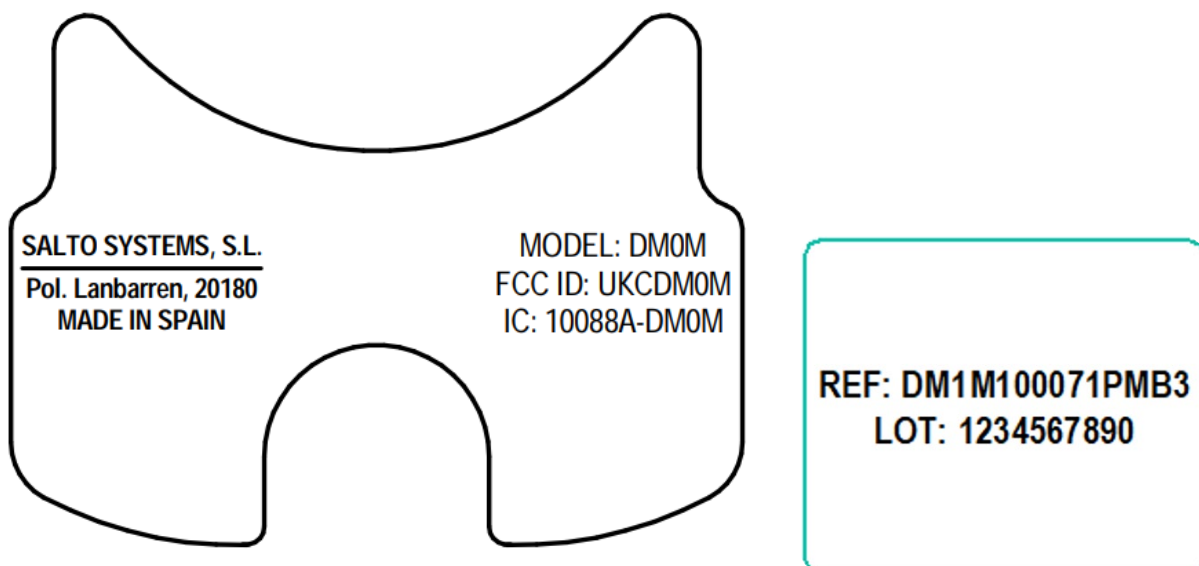 SALTO SYSTEMS, S.L.
Pol. Lanbarren, 20180
MADE IN SPAIN
MODEL: DM0M
FCC ID: UKCDM0M
IC: 10088A-DM0M
REF: DM1M100071PMB3
LOT: 1234567890